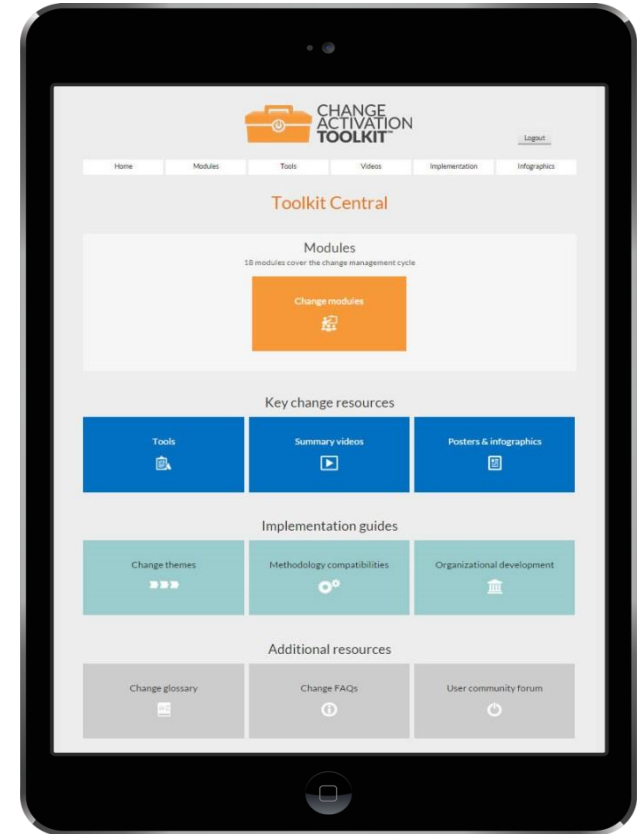 CHANGE
ACTIVATION
TOOLKIT™
Logout
Home Modules Tools Videos Implementation Infographics
Toolkit Central
Modules
18 modules cover the change management cycle
Change modules
Key change resources
Tools Summary videos Posters & infographics
Implementation guides
Change themes Methodology compatibilities Organizational development
Additional resources
Change glossary Change FAQs User community forum